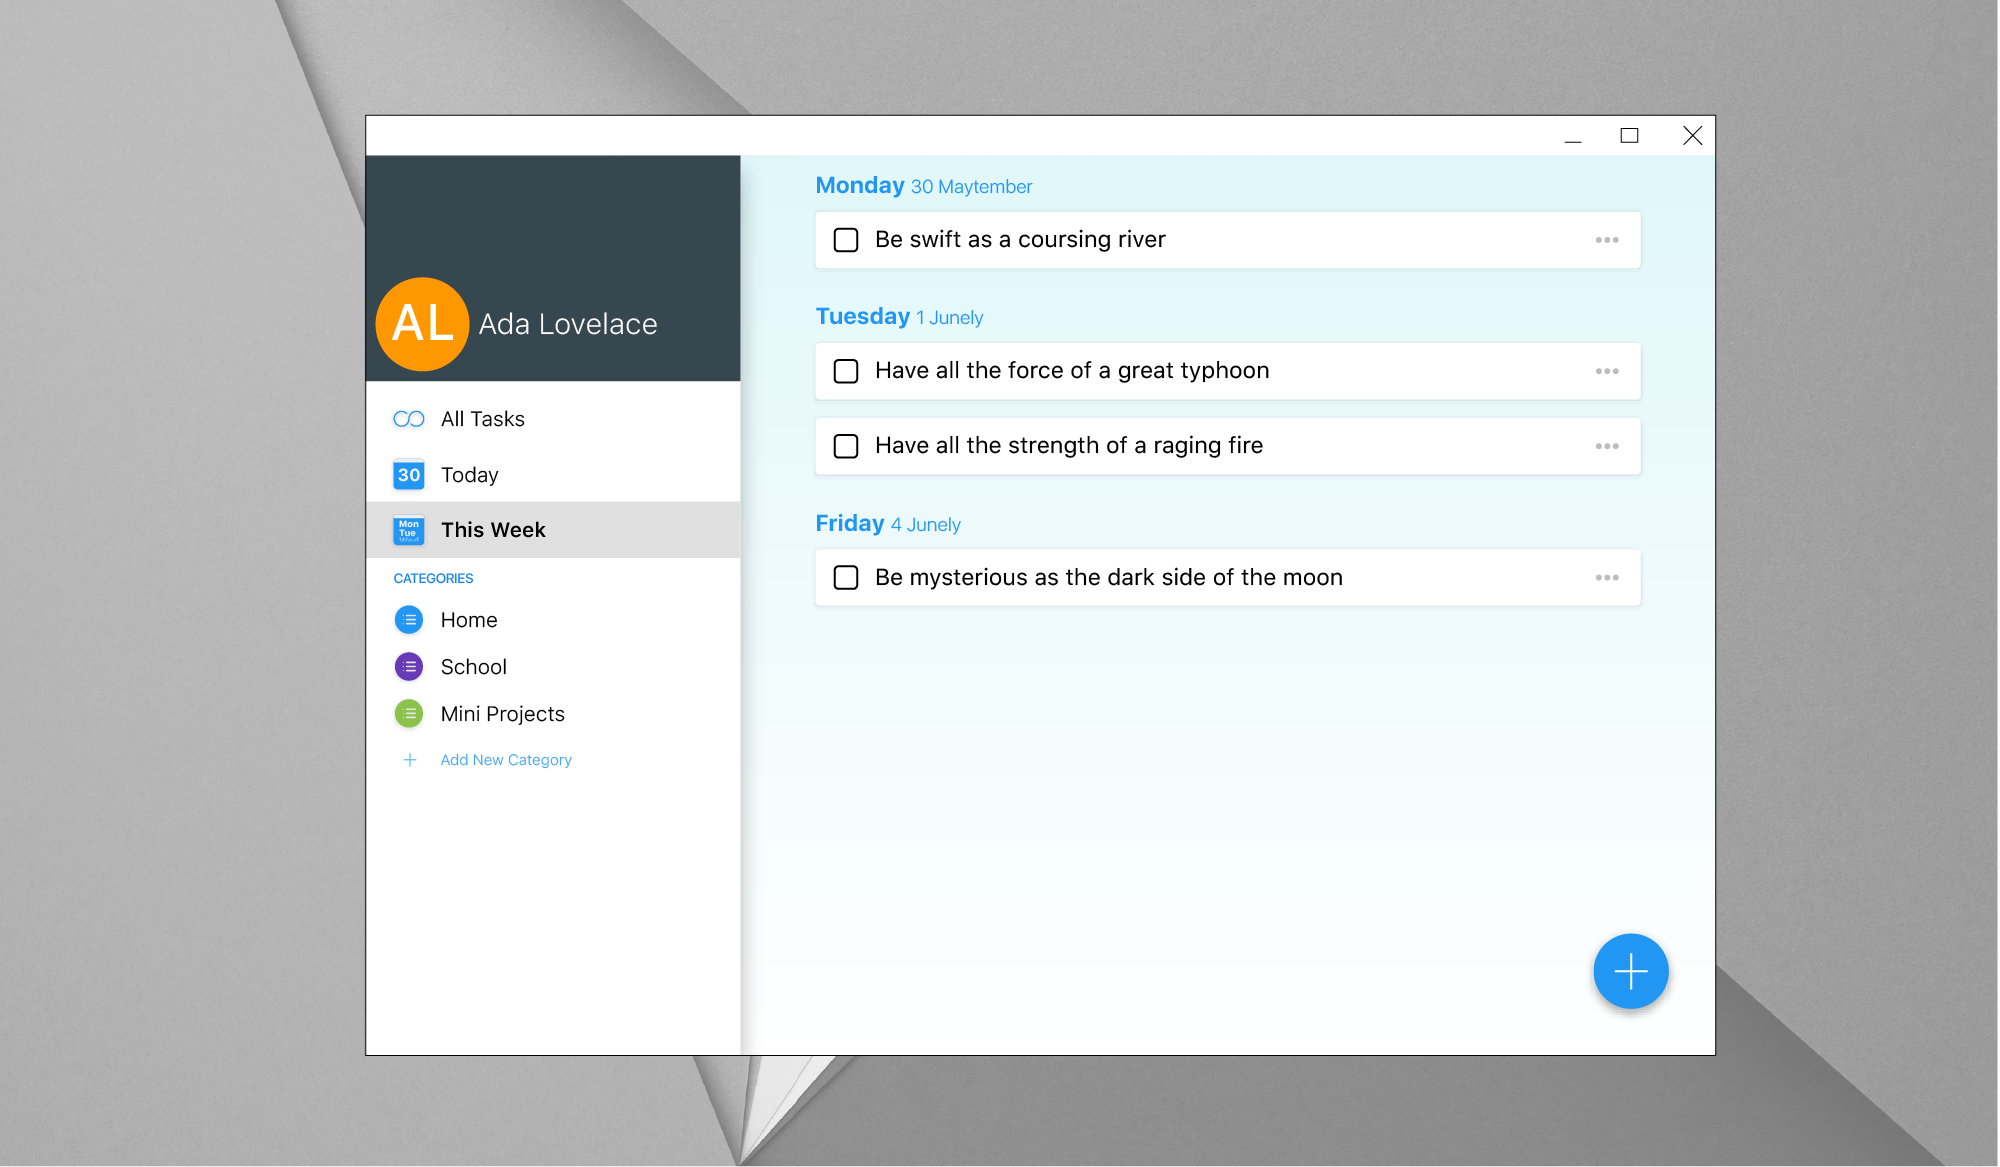 Monday 30 Maytember
Be swift as a coursing river
Tuesday 1 Junely
Have all the force of a great typhoon
Have all the strength of a raging fire
Friday 4 Junely
Be mysterious as the dark side of the moon
AL Ada Lovelace
All Tasks
30 Today
Mon
Tue
Wed
This Week
CATEGORIES
Home
School
Mini Projects
Add New Category